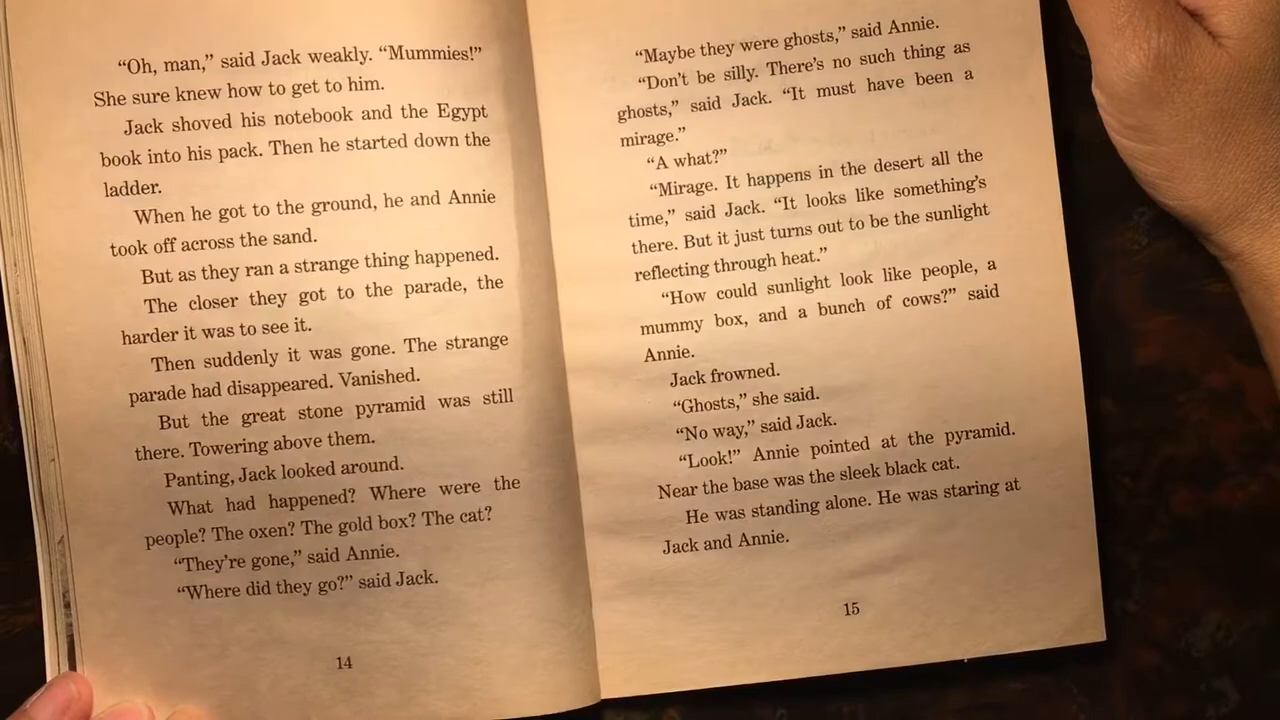 “Oh, man,” said Jack weakly. “Mummies!”
She sure knew how to get to him.
Jack shoved his notebook and the Egypt
book into his pack. Then he started down the
ladder.
When he got to the ground, he and Annie
took off across the sand.
But as they ran a strange thing happened.
The closer they got to the parade, the
harder it was to see it.
Then suddenly it was gone. The strange
parade had disappeared. Vanished.
But the great stone pyramid was still
there. Towering above them.
Panting, Jack looked around.
What had happened? Where were the
people? The oxen? The gold box? The cat?
“They’re gone,” said Annie.
“Where did they go?” said Jack.
14
“Maybe they were ghosts,” said Annie.
“Don’t be silly. There’s no such thing as
ghosts,” said Jack. “It must have been a
mirage.”
“A what?”
“Mirage. It happens in the desert all the
time,” said Jack. “It looks like something’s
there. But it just turns out to be the sunlight
reflecting through heat.”
“How could sunlight look like people, a
mummy box, and a bunch of cows?” said
Annie.
Jack frowned.
“Ghosts,” she said.
“No way,” said Jack.
“Look!” Annie pointed at the pyramid.
Near the base was the sleek black cat.
He was standing alone. He was staring at
Jack and Annie.
15